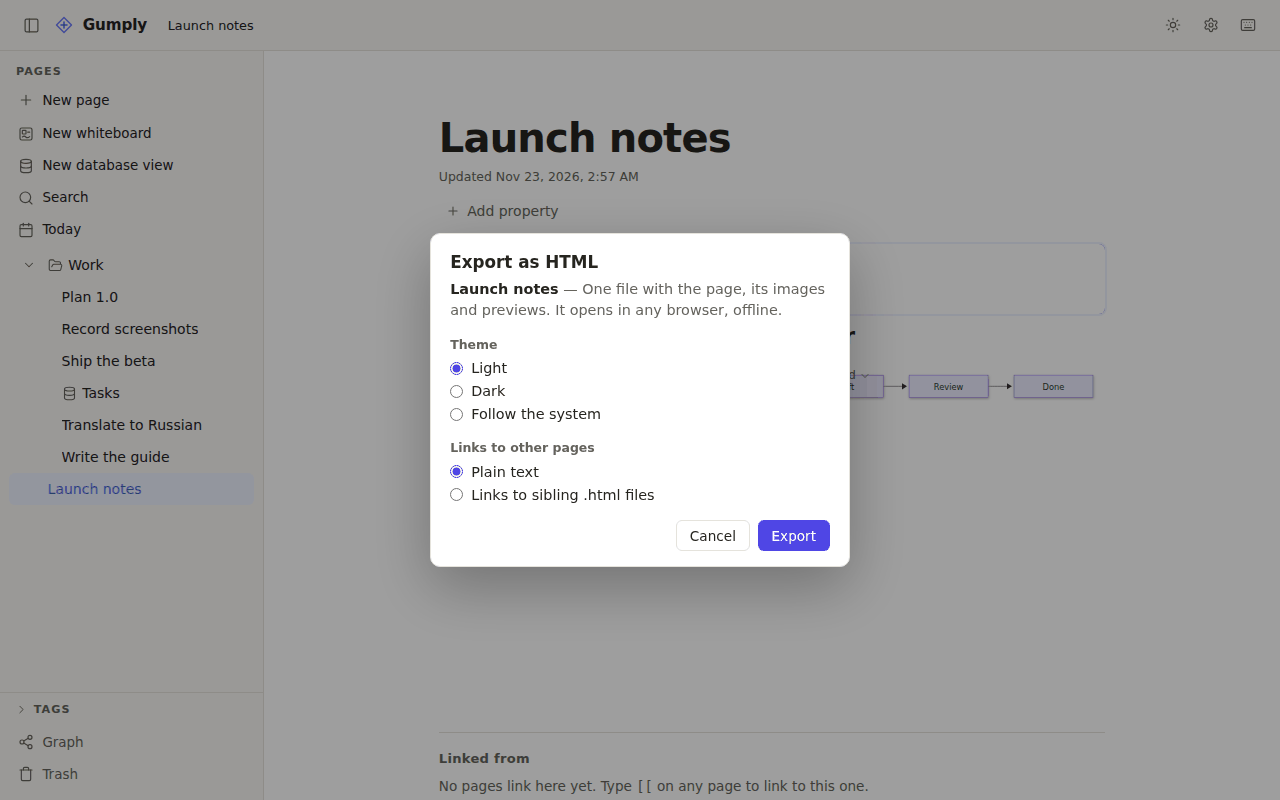 Gumply
Launch notes
PAGES
New page
New whiteboard
New database view
Search
Today
Work
Plan 1.0
Record screenshots
Ship the beta
Tasks
Translate to Russian
Write the guide
Launch notes
TAGS
Graph
Trash
Launch notes
Updated Nov 23, 2026, 2:57 AM
Add property
Review
Done
Export as HTML
Launch notes — One file with the page, its images
and previews. It opens in any browser, offline.
Theme
Light
Dark
Follow the system
Links to other pages
Plain text
Links to sibling .html files
Cancel
Export
Linked from
No pages link here yet. Type [[ on any page to link to this one.